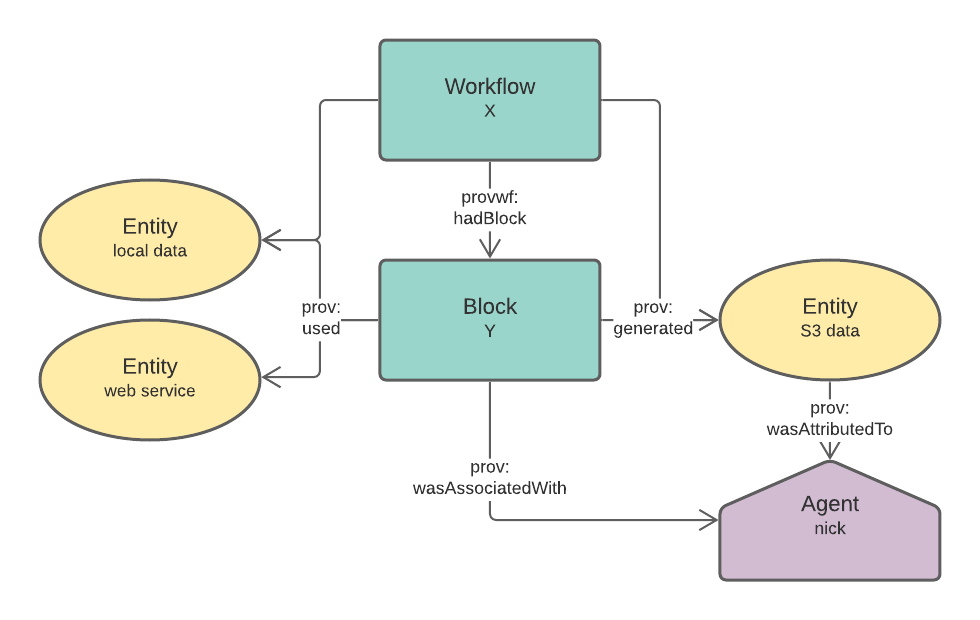 Workflow
X
provwf:
hadBlock
Entity
local data
Block
Y
prov:
used
prov:
generated
Entity
S3 data
Entity
web service
prov:
wasAttributedTo
prov:
wasAssociatedWith
Agent
nick